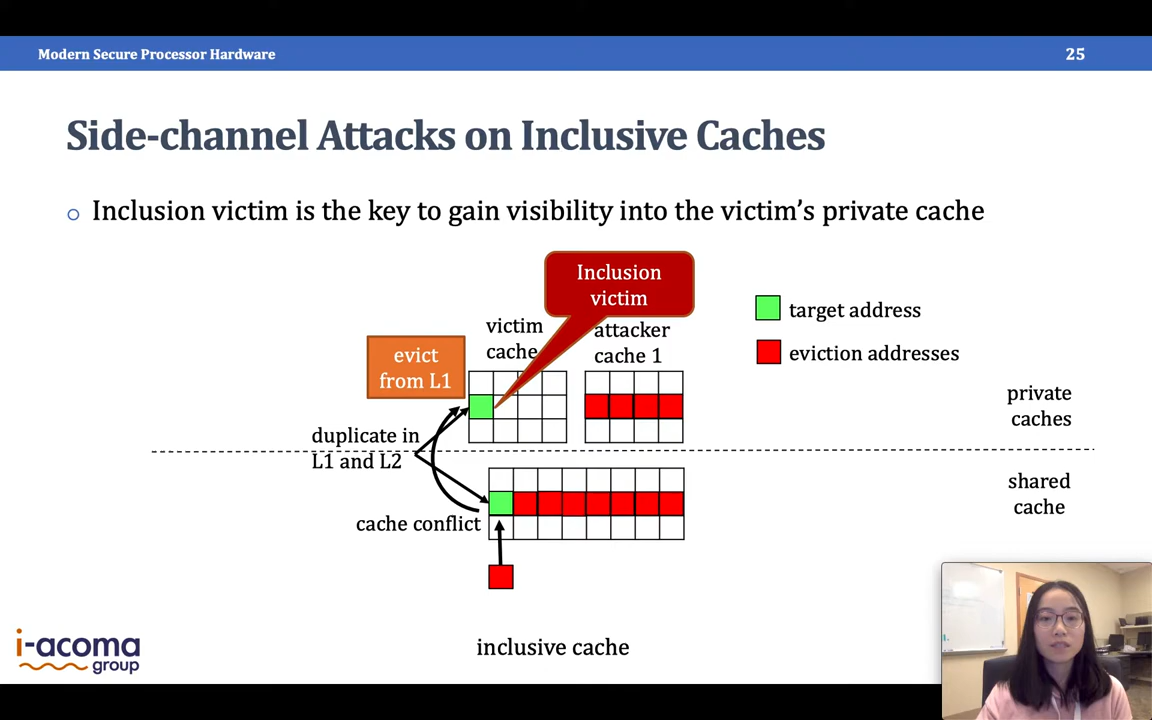 Modern Secure Processor Hardware
25
Side-channel Attacks on Inclusive Caches
Inclusion victim is the key to gain visibility into the victim's private cache
Inclusion
victim
victim
cache
attacker
cache 1
evict
from L1
target address
eviction addresses
private
caches
duplicate in
L1 and L2
shared
cache
cache conflict
inclusive cache
i-acoma
group